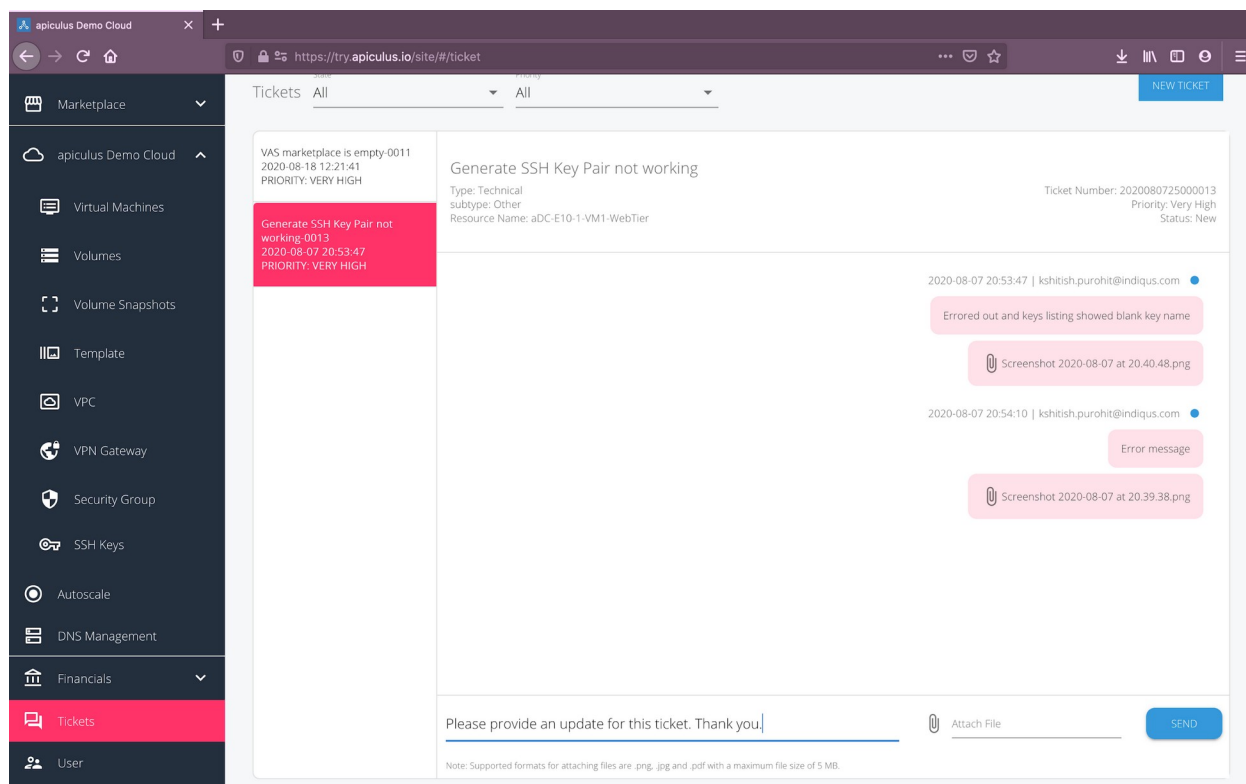 apiculus Demo Cloud
https://try.apiculus.io/site/#/ticket
Marketplace
apiculus Demo Cloud
Virtual Machines
Volumes
Volume Snapshots
Template
VPC
VPN Gateway
Security Group
SSH Keys
Autoscale
DNS Management
Financials
Tickets
User
State
Priority
Tickets
All
All
NEW TICKET
VAS marketplace is empty-0011
2020-08-18 12:21:41
PRIORITY: VERY HIGH
Generate SSH Key Pair not
working-0013
2020-08-07 20:53:47
PRIORITY: VERY HIGH
Generate SSH Key Pair not working
Type: Technical
subtype: Other
Resource Name: aDC-E10-1-VM1-WebTier
Ticket Number: 2020080725000013
Priority: Very High
Status: New
2020-08-07 20:53:47 | kshitish.purohit@indiqus.com
Errored out and keys listing showed blank key name
Screenshot 2020-08-07 at 20.40.48.png
2020-08-07 20:54:10 | kshitish.purohit@indiqus.com
Error message
Screenshot 2020-08-07 at 20.39.38.png
Please provide an update for this ticket. Thank you.
Attach File
SEND
Note: Supported formats for attaching files are .png, .jpg and .pdf with a maximum file size of 5 MB.